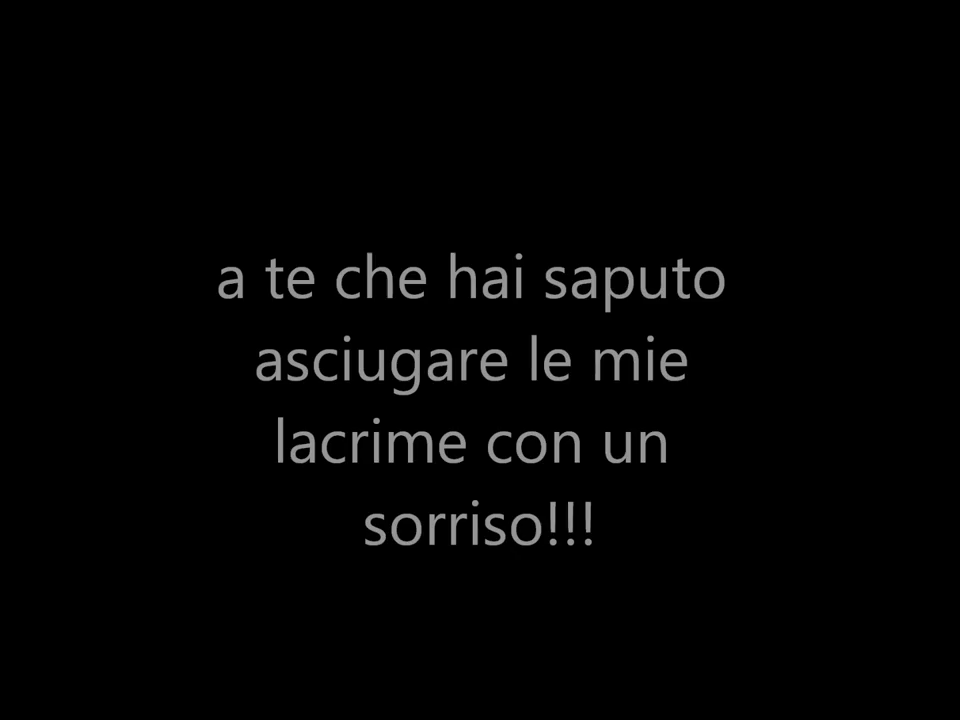 a te che hai saputo
asciugare le mie
lacrime con un
sorriso!!!